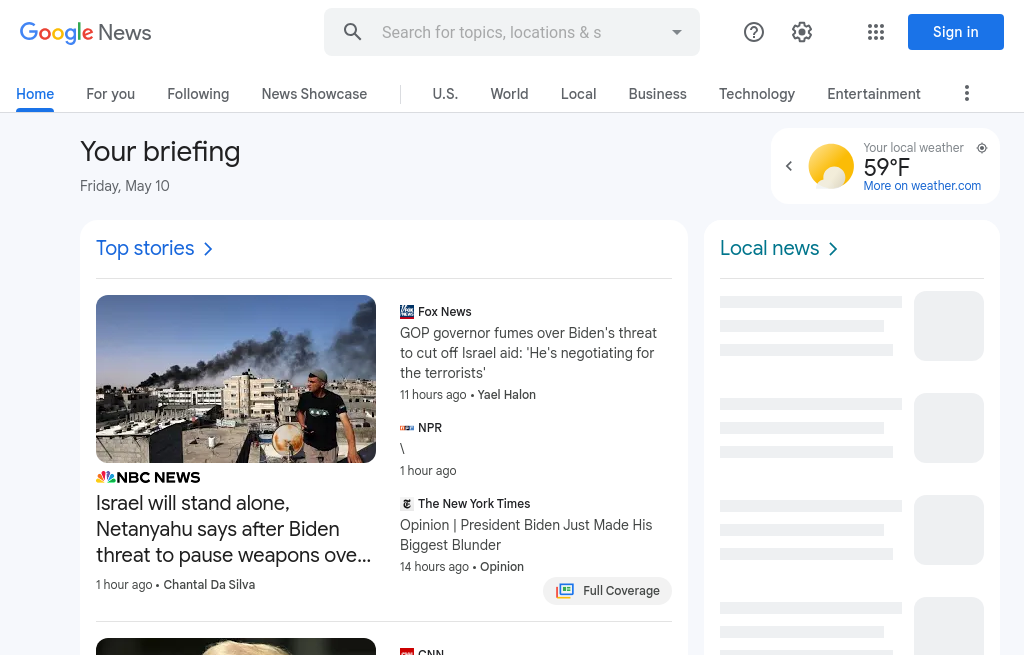 Google News
Search for topics, locations & s
Sign in
Home
For you
Following
News Showcase
U.S.
World
Local
Business
Technology
Entertainment
Your briefing
Friday, May 10
Your local weather
59°F
More on weather.com
Top stories
NBC NEWS
Israel will stand alone,
Netanyahu says after Biden
threat to pause weapons ove...
1 hour ago • Chantal Da Silva
Fox News
GOP governor fumes over Biden's threat
to cut off Israel aid: 'He's negotiating for
the terrorists'
11 hours ago • Yael Halon
NPR
\
1 hour ago
The New York Times
Opinion | President Biden Just Made His
Biggest Blunder
14 hours ago • Opinion
Full Coverage
CNN
Local news